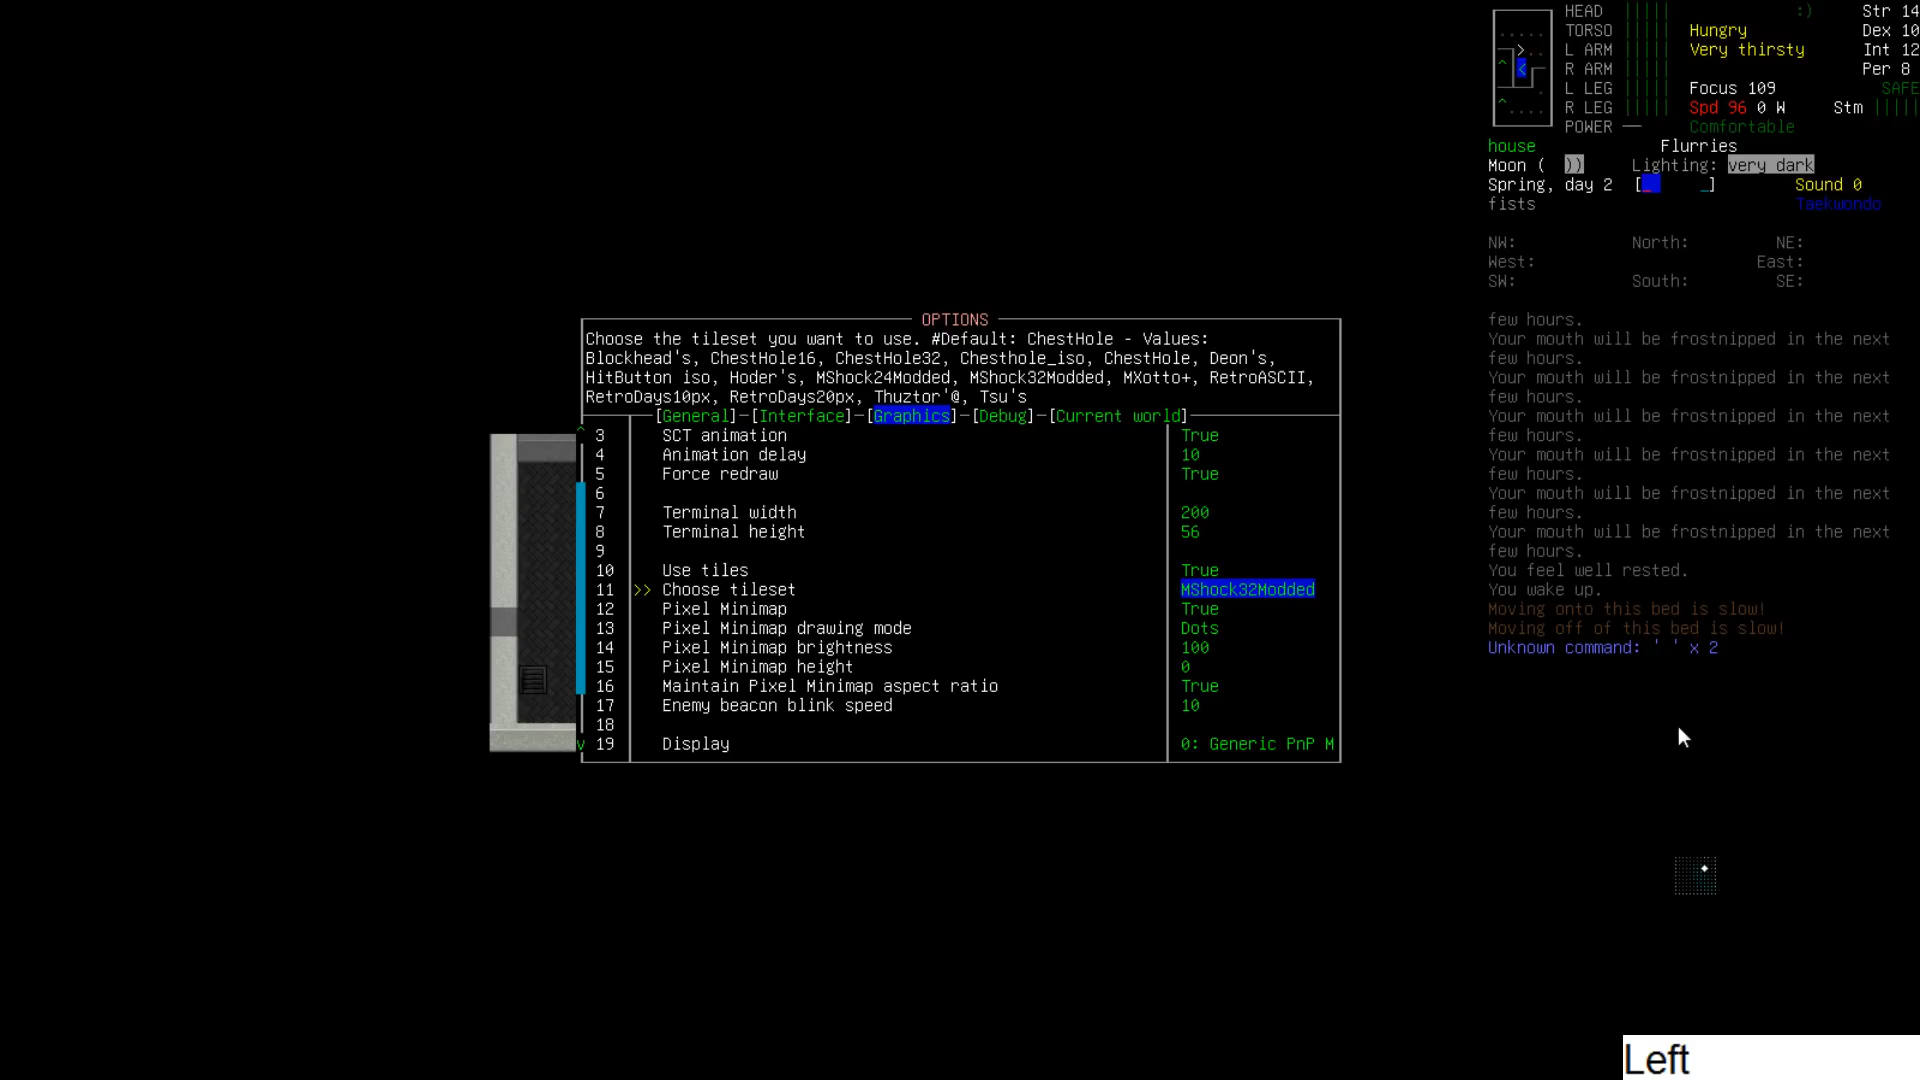 HEAD ||||| :) Str 14
..... TORSO ||||| Hungry Dex 10
>.. L ARM ||||| Very thirsty Int 12
^ < R ARM ||||| Per 8
. L LEG ||||| Focus 109 SAFE
^.... R LEG ||||| Spd 96 0 W Stm |||||
POWER —
Comfortable
house Flurries
Moon ( )) Lighting: very dark
Spring, day 2 [_ _] Sound 0
fists Taekwondo
NW: North: NE:
West: East:
SW: South: SE:
few hours.
Your mouth will be frostnipped in the next
few hours.
Your mouth will be frostnipped in the next
few hours.
Your mouth will be frostnipped in the next
few hours.
Your mouth will be frostnipped in the next
few hours.
Your mouth will be frostnipped in the next
few hours.
Your mouth will be frostnipped in the next
few hours.
You feel well rested.
You wake up.
Moving onto this bed is slow!
Moving off of this bed is slow!
Unknown command: ' ' x 2
OPTIONS
Choose the tileset you want to use. #Default: ChestHole - Values:
Blockhead's, ChestHole16, ChestHole32, Chesthole_iso, ChestHole, Deon's,
HitButton iso, Hoder's, MShock24Modded, MShock32Modded, MXotto+, RetroASCII,
RetroDays10px, RetroDays20px, Thuztor'@, Tsu's
[General]-[Interface]-[Graphics]-[Debug]-[Current world]
^ 3 SCT animation True
4 Animation delay 10
5 Force redraw True
6
7 Terminal width 200
8 Terminal height 56
9
10 Use tiles True
11 >> Choose tileset MShock32Modded
12 Pixel Minimap True
13 Pixel Minimap drawing mode Dots
14 Pixel Minimap brightness 100
15 Pixel Minimap height 0
16 Maintain Pixel Minimap aspect ratio True
17 Enemy beacon blink speed 10
18
v 19 Display 0: Generic PnP M
Left